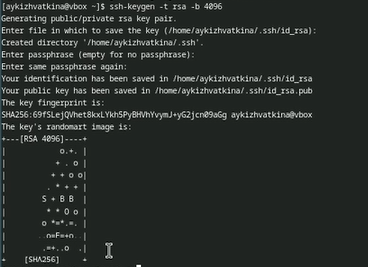 [aykizhvatkina@vbox ~]$ ssh-keygen -t rsa -b 4096
Generating public/private rsa key pair.
Enter file in which to save the key (/home/aykizhvatkina/.ssh/id_rsa):
Created directory '/home/aykizhvatkina/.ssh'.
Enter passphrase (empty for no passphrase):
Enter same passphrase again:
Your identification has been saved in /home/aykizhvatkina/.ssh/id_rsa
Your public key has been saved in /home/aykizhvatkina/.ssh/id_rsa.pub
The key fingerprint is:
SHA256:69fSLejQVhet8kxLYkh5PyBHVhYvymJ+yG2jcn09aGg aykizhvatkina@vbox
The key's randomart image is:
+---[RSA 4096]----+
|           o.+.  |
|          + . o  |
|         + + o o|
|        . * + +  |
|       S + B B   |
|        * * O o  |
|       o *=*.=.  |
|      ..o=E=+o.  |
|       .=+..o  .|
+----[SHA256]-----+